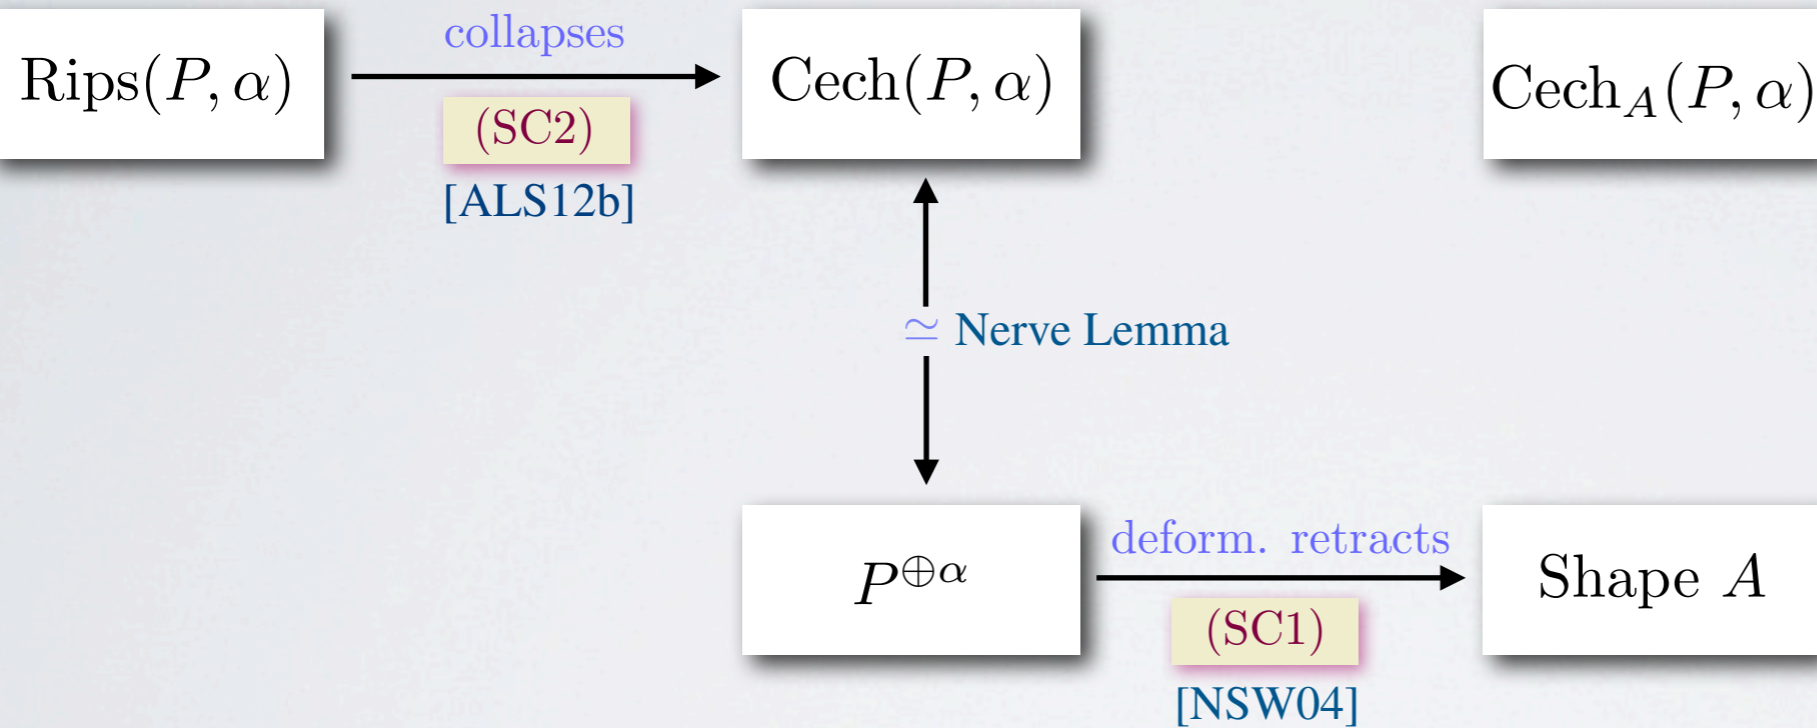 Rips(P, α)
collapses
(SC2)
[ALS12b]
Cech(P, α)
Cech_A(P, α)
≃ Nerve Lemma
P^{⊕α}
deform. retracts
(SC1)
[NSW04]
Shape A